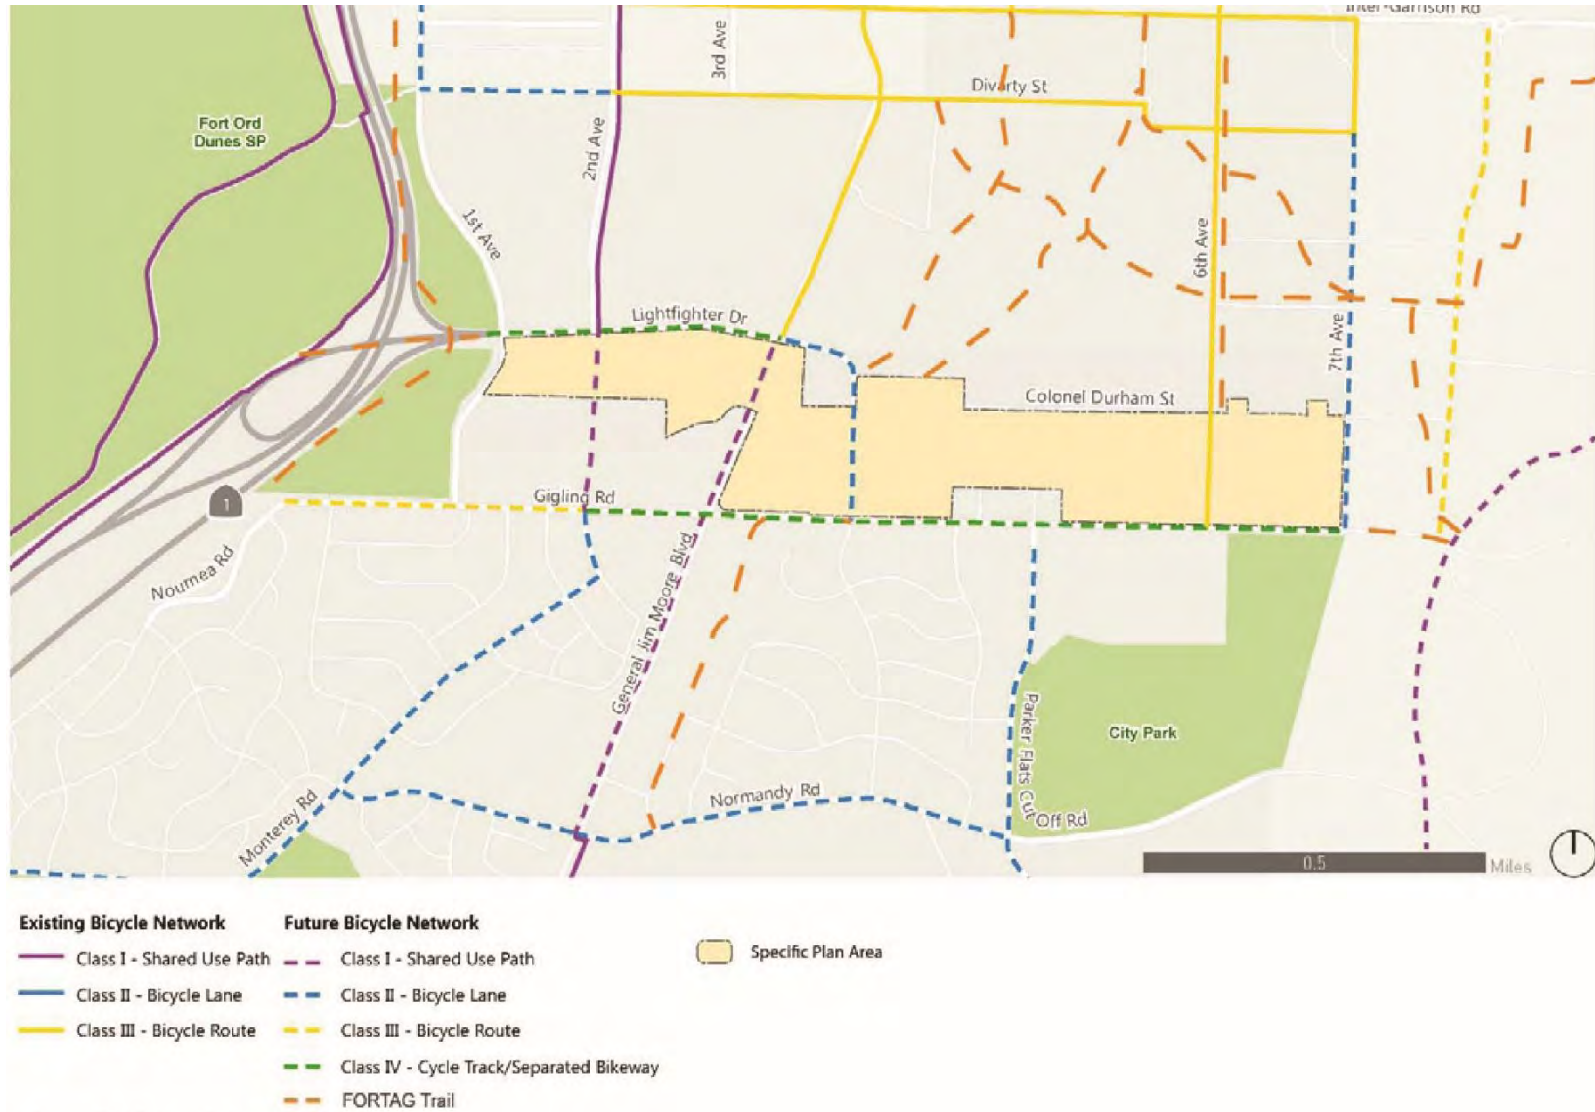 Inter-Garrison Rd
3rd Ave
Divarty St
Fort Ord
Dunes SP
2nd Ave
1st Ave
6th Ave
Lightfighter Dr
7th Ave
Colonel Durham St
Gigling Rd
1
Noumea Rd
General Jim Moore Blvd
Parker Flats Cut
Off Rd
City Park
Normandy Rd
Monterey Rd
0.5
Miles
Existing Bicycle Network
Class I - Shared Use Path
Class II - Bicycle Lane
Class III - Bicycle Route
Future Bicycle Network
Class I - Shared Use Path
Class II - Bicycle Lane
Class III - Bicycle Route
Class IV - Cycle Track/Separated Bikeway
FORTAG Trail
Specific Plan Area